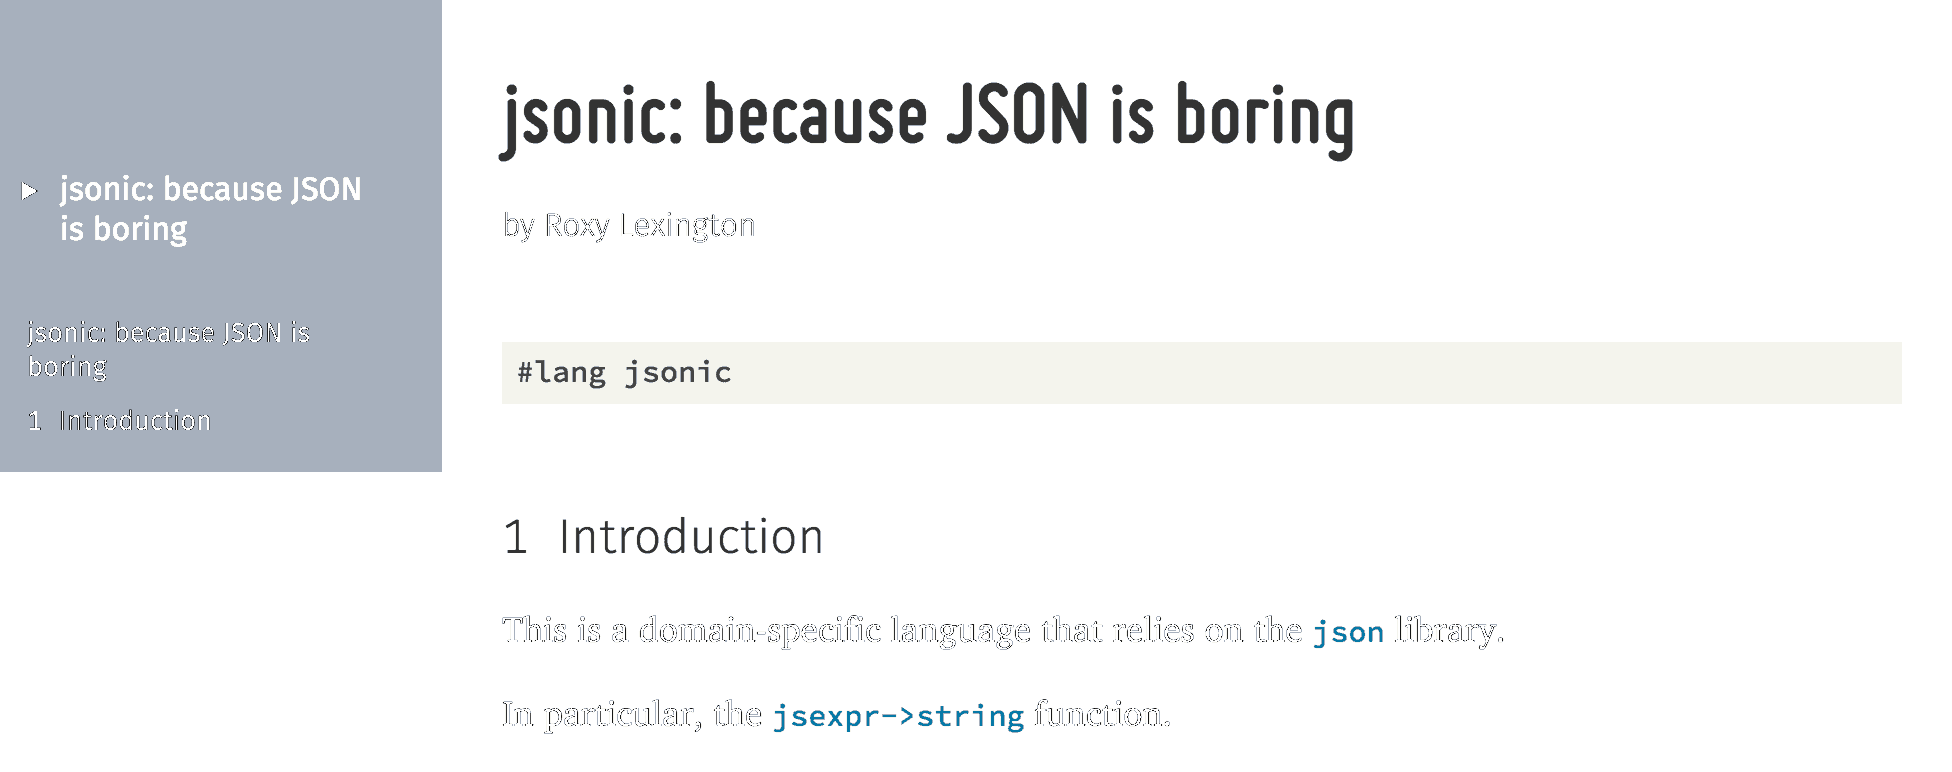 jsonic: because JSON
is boring
jsonic: because JSON is
boring
1 Introduction
jsonic: because JSON is boring
by Roxy Lexington
#lang jsonic
1 Introduction
This is a domain-specific language that relies on the json library.
In particular, the jsexpr->string function.